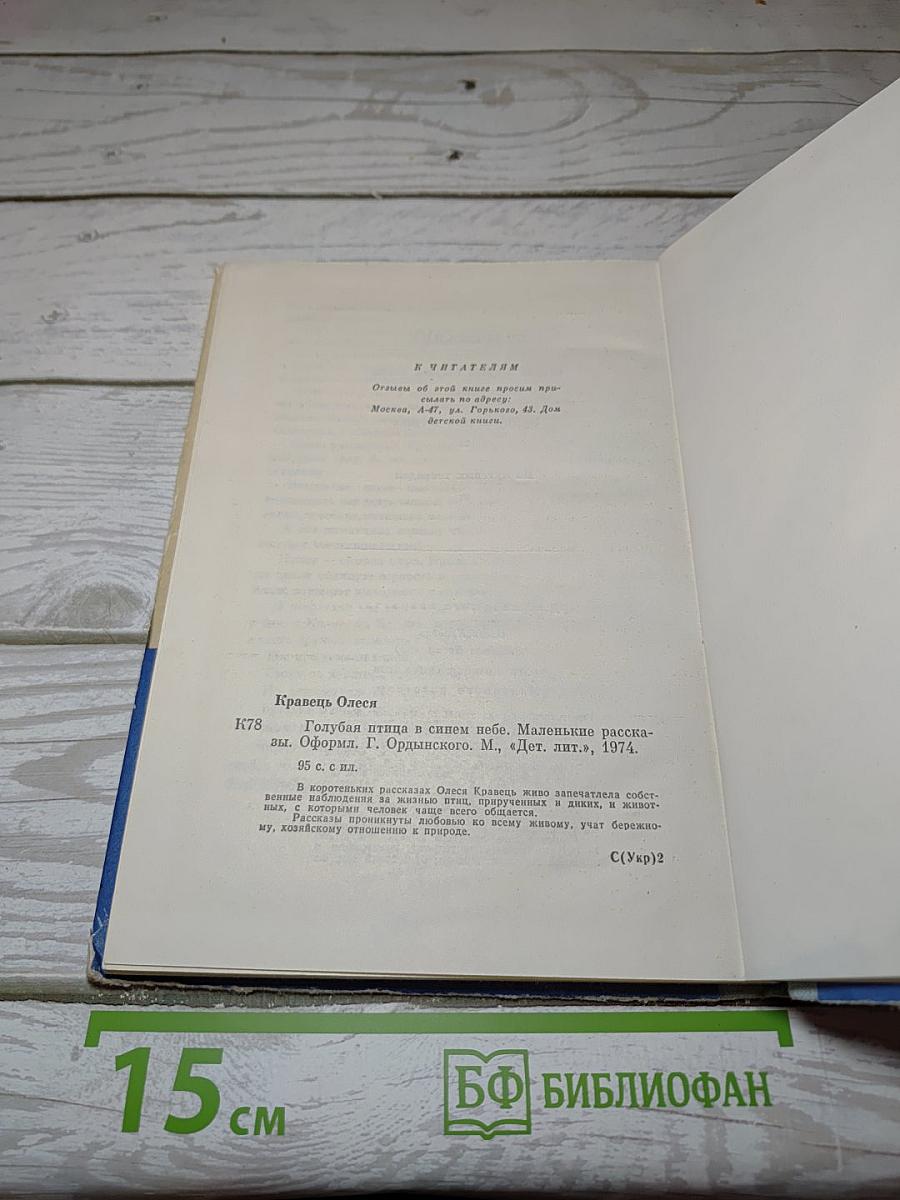 К ЧИТАТЕЛЯМ
Отзывы об этой книге просим при-
сылать по адресу:
Москва, А-47, ул. Горького, 43. Дом
детской книги.
Кравець Олеся
К78 Голубая птица в синем небе. Маленькие расска-
зы. Оформл. Г. Ордынского. М., «Дет. лит.», 1974.
95 с. с ил.
В коротеньких рассказах Олеся Кравець живо запечатлела собст-
венные наблюдения за жизнью птиц, прирученных и диких, и живот-
ных, с которыми человек чаще всего общается.
Рассказы проникнуты любовью ко всему живому, учат бережно-
му, хозяйскому отношению к природе.
С(Укр)2
15 см
БФ БИБЛИОФАН